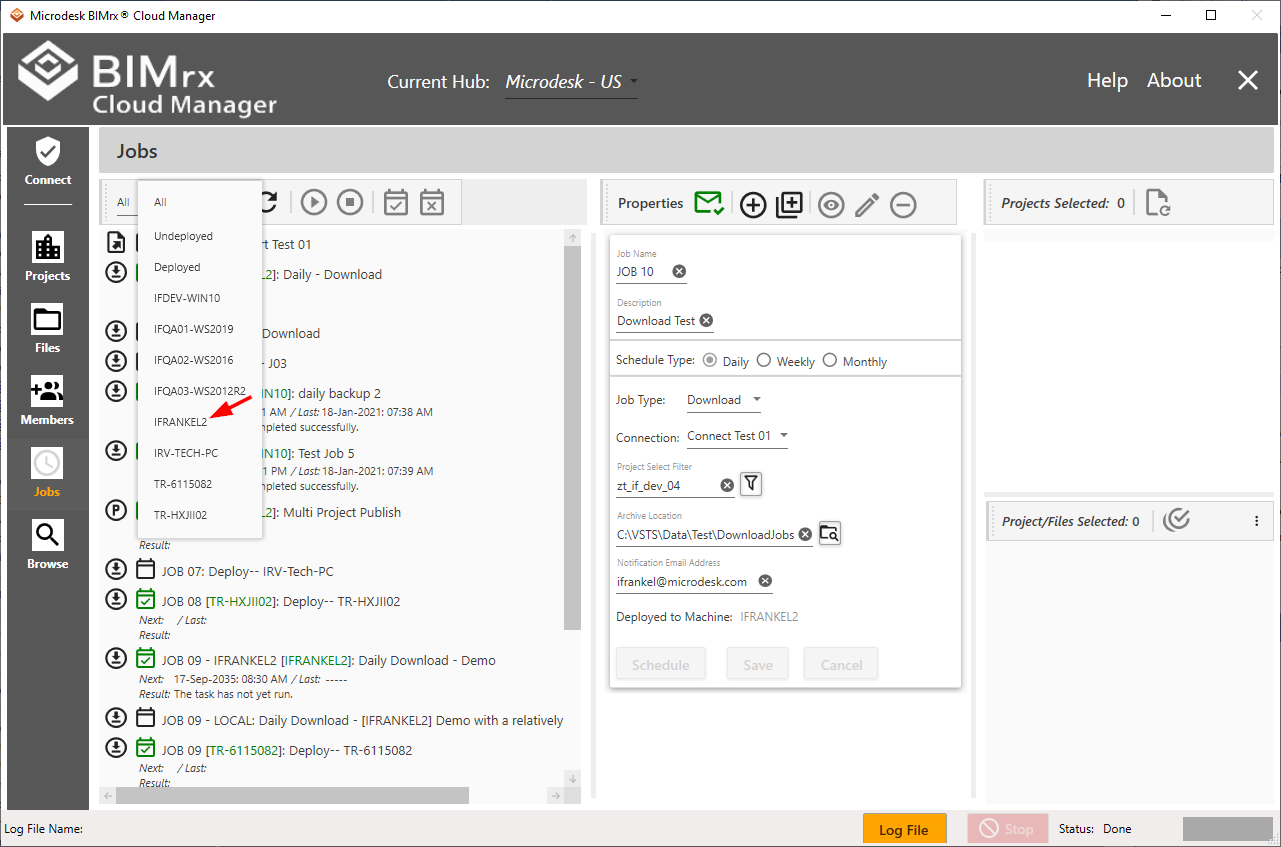 Microdesk BIMrx® Cloud Manager
BIMrx
Cloud Manager
Current Hub: Microdesk - US
Help About
Connect
Projects
Files
Members
Jobs
Browse
Jobs
All
All
Undeployed
Deployed
IFDEV-WIN10
IFQA01-WS2019
IFQA02-WS2016
IFQA03-WS2012R2
IFRANKEL2
IRV-TECH-PC
TR-6115082
TR-HXJII02
rt Test 01
L2]: Daily - Download
Download
- J03
IN10]: daily backup 2
1 AM / Last: 18-Jan-2021: 07:38 AM
mpleted successfully.
IN10]: Test Job 5
1 PM / Last: 18-Jan-2021: 07:39 AM
mpleted successfully.
L2]: Multi Project Publish
Result:
JOB 07: Deploy-- IRV-Tech-PC
JOB 08 [TR-HXJII02]: Deploy-- TR-HXJII02
Next: / Last:
Result:
JOB 09 - IFRANKEL2 [IFRANKEL2]: Daily Download - Demo
Next: 17-Sep-2035: 08:30 AM / Last: -----
Result: The task has not yet run.
JOB 09 - LOCAL: Daily Download - [IFRANKEL2] Demo with a relatively
JOB 09 [TR-6115082]: Deploy-- TR-6115082
Next: / Last:
Result:
Properties
Job Name
JOB 10
Description
Download Test
Schedule Type: Daily Weekly Monthly
Job Type: Download
Connection: Connect Test 01
Project Select Filter
zt_if_dev_04
Archive Location
C:\VSTS\Data\Test\DownloadJobs
Notification Email Address
ifrankel@microdesk.com
Deployed to Machine: IFRANKEL2
Schedule Save Cancel
Projects Selected: 0
Project/Files Selected: 0
Log File Name:
Log File
Stop
Status: Done